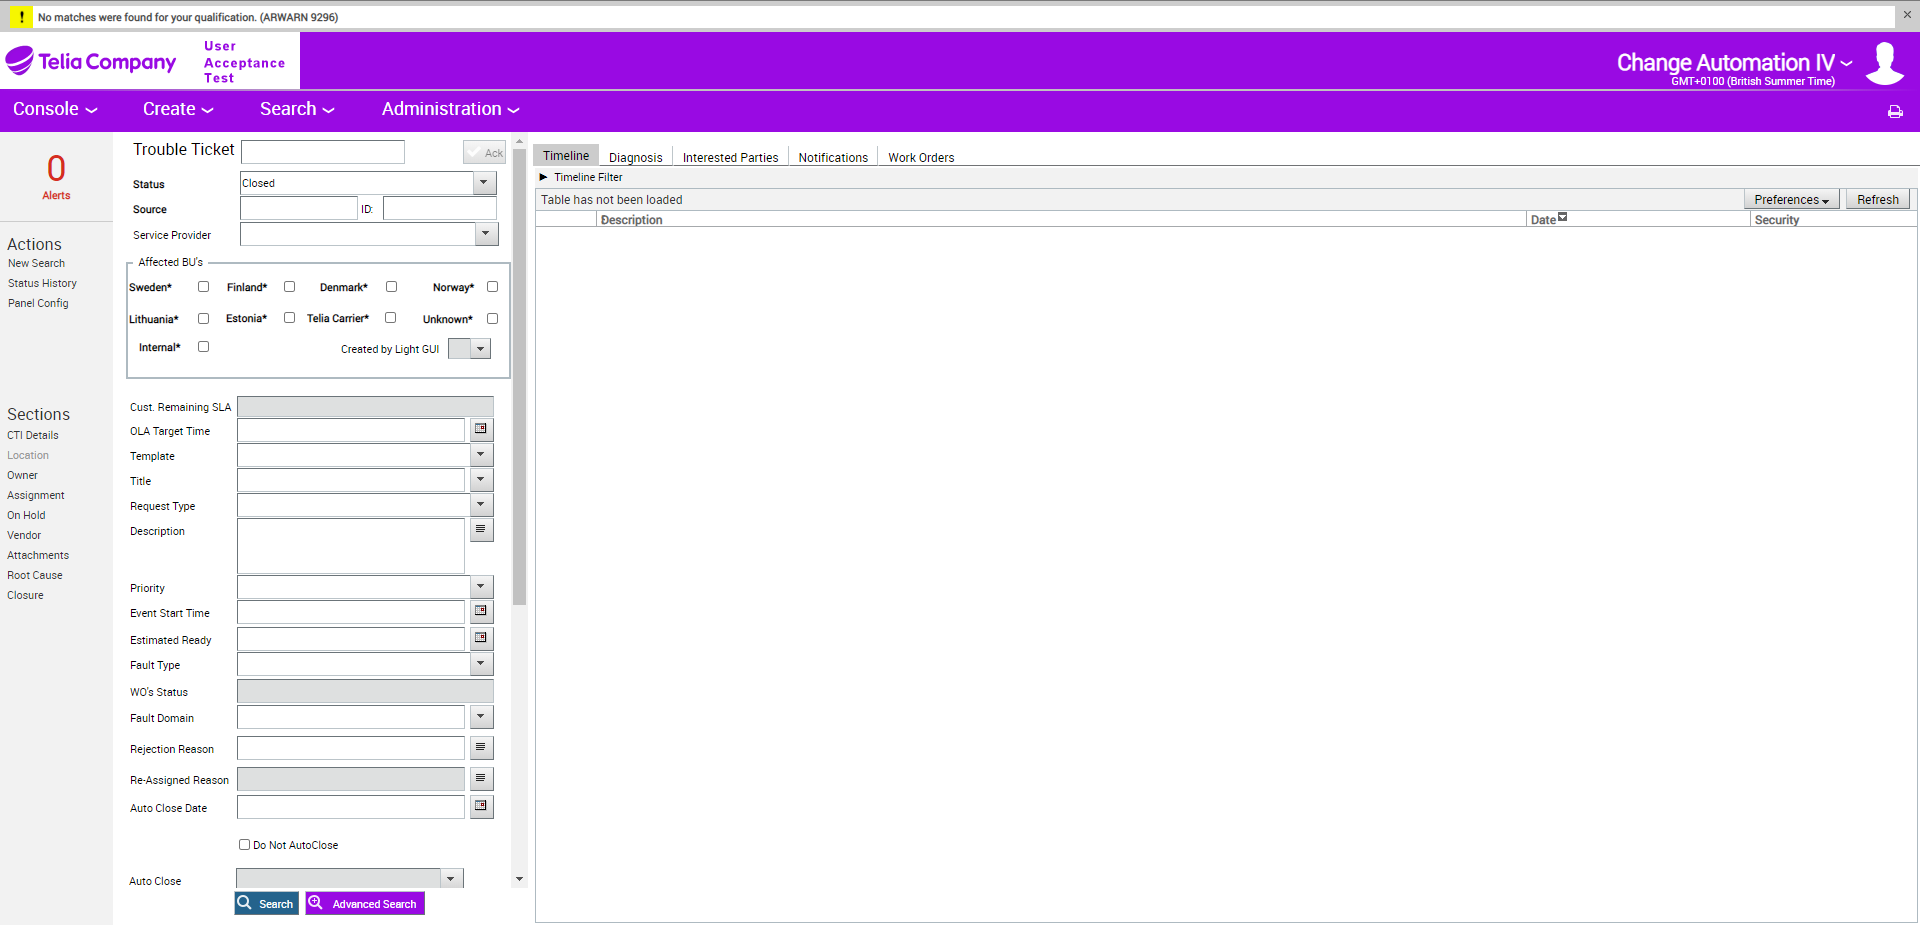 No matches were found for your qualification. (ARWARN 9296)
Telia Company
User
Acceptance
Test
Change Automation IV
GMT+0100 (British Summer Time)
Console
Create
Search
Administration
0
Alerts
Actions
New Search
Status History
Panel Config
Sections
CTI Details
Location
Owner
Assignment
On Hold
Vendor
Attachments
Root Cause
Closure
Trouble Ticket
Ack
Status
Closed
Source
ID:
Service Provider
Affected BU's
Sweden*
Finland*
Denmark*
Norway*
Lithuania*
Estonia*
Telia Carrier*
Unknown*
Internal*
Created by Light GUI
Cust. Remaining SLA
OLA Target Time
Template
Title
Request Type
Description
Priority
Event Start Time
Estimated Ready
Fault Type
WO's Status
Fault Domain
Rejection Reason
Re-Assigned Reason
Auto Close Date
Do Not AutoClose
Auto Close
Search
Advanced Search
Timeline
Diagnosis
Interested Parties
Notifications
Work Orders
Timeline Filter
Table has not been loaded
Preferences
Refresh
Description
Date
Security